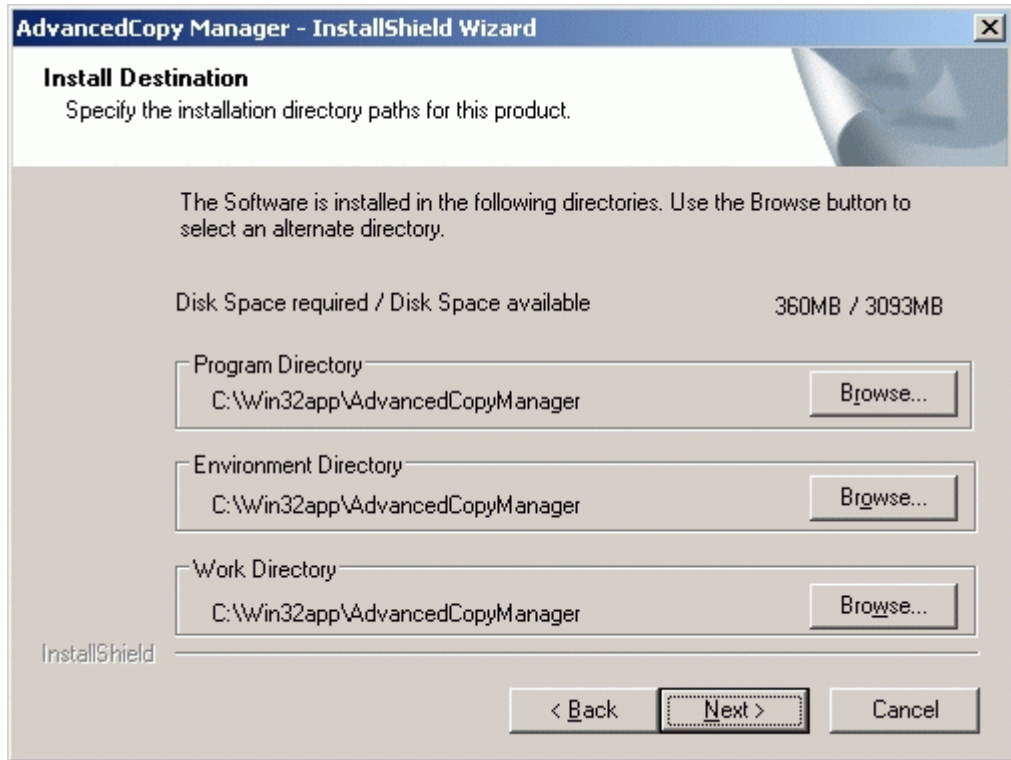 AdvancedCopy Manager - InstallShield Wizard
Install Destination
Specify the installation directory paths for this product.
The Software is installed in the following directories. Use the Browse button to
select an alternate directory.
Disk Space required / Disk Space available 360MB / 3093MB
Program Directory
C:\Win32app\AdvancedCopyManager Browse...
Environment Directory
C:\Win32app\AdvancedCopyManager Browse...
Work Directory
C:\Win32app\AdvancedCopyManager Browse...
InstallShield
< Back Next > Cancel